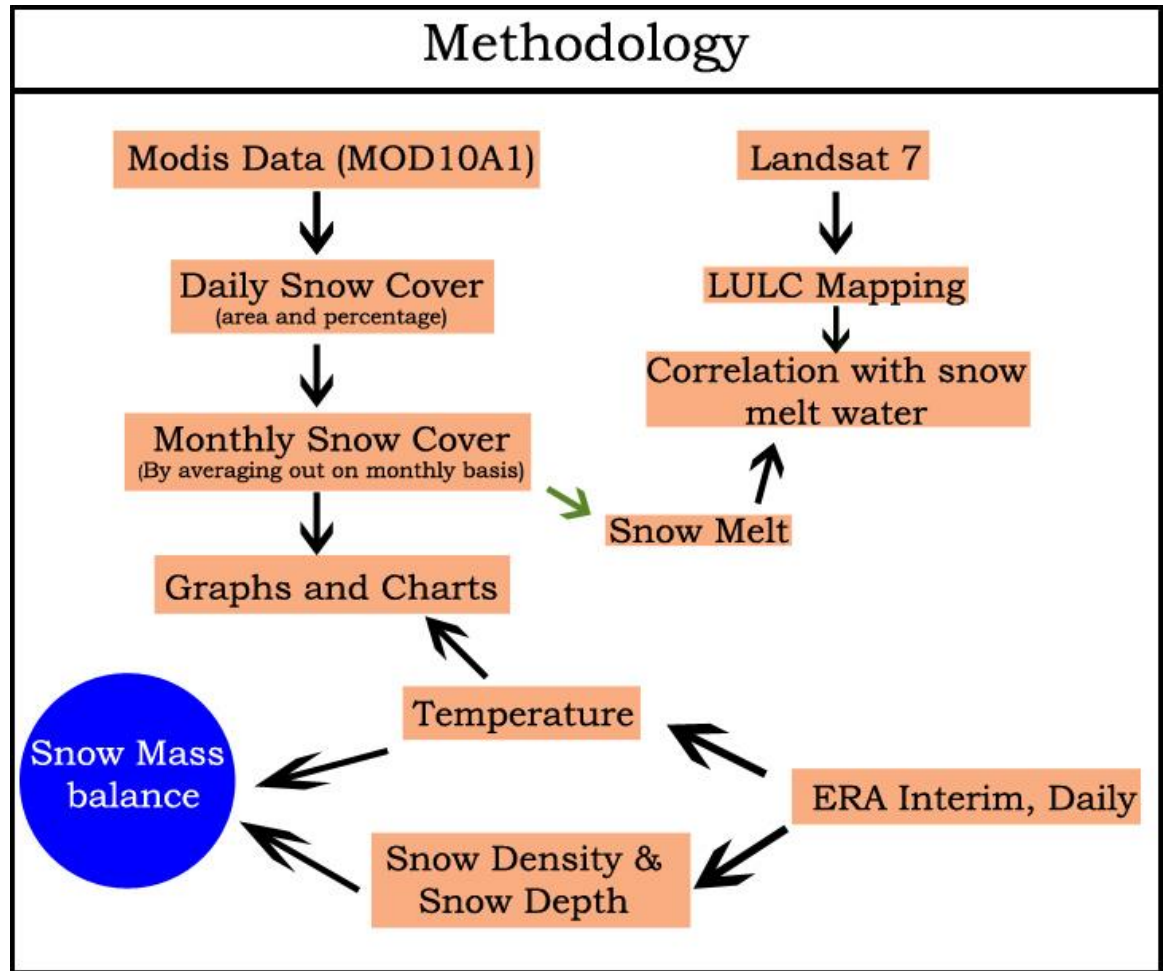 Methodology
Modis Data (MOD10A1)
Landsat 7
Daily Snow Cover
(area and percentage)
LULC Mapping
Correlation with snow
melt water
Monthly Snow Cover
(By averaging out on monthly basis)
Snow Melt
Graphs and Charts
Temperature
Snow Mass
balance
ERA Interim, Daily
Snow Density &
Snow Depth